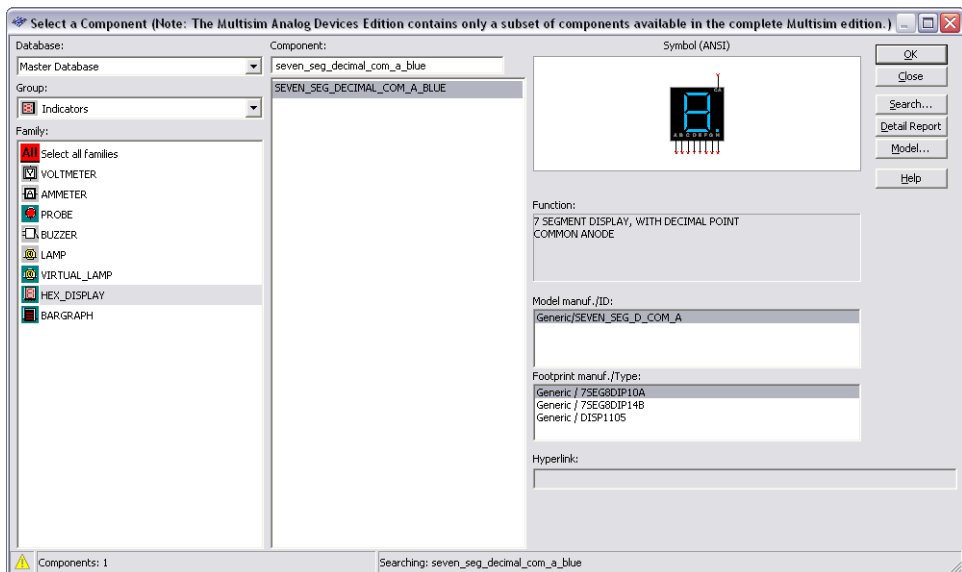 Select a Component (Note: The Multisim Analog Devices Edition contains only a subset of components available in the complete Multisim edition.)
Database:
Master Database
Group:
Indicators
Family:
All Select all families
VOLTMETER
AMMETER
PROBE
BUZZER
LAMP
VIRTUAL_LAMP
HEX_DISPLAY
BARGRAPH
Component:
seven_seg_decimal_com_a_blue
SEVEN_SEG_DECIMAL_COM_A_BLUE
Symbol (ANSI)
CA
A B C D E F G H
OK
Close
Search...
Detail Report
Model...
Help
Function:
7 SEGMENT DISPLAY, WITH DECIMAL POINT
COMMON ANODE
Model manuf./ID:
Generic/SEVEN_SEG_D_COM_A
Footprint manuf./Type:
Generic / 7SEG8DIP10A
Generic / 7SEG8DIP14B
Generic / DISP1105
Hyperlink:
Components: 1
Searching: seven_seg_decimal_com_a_blue